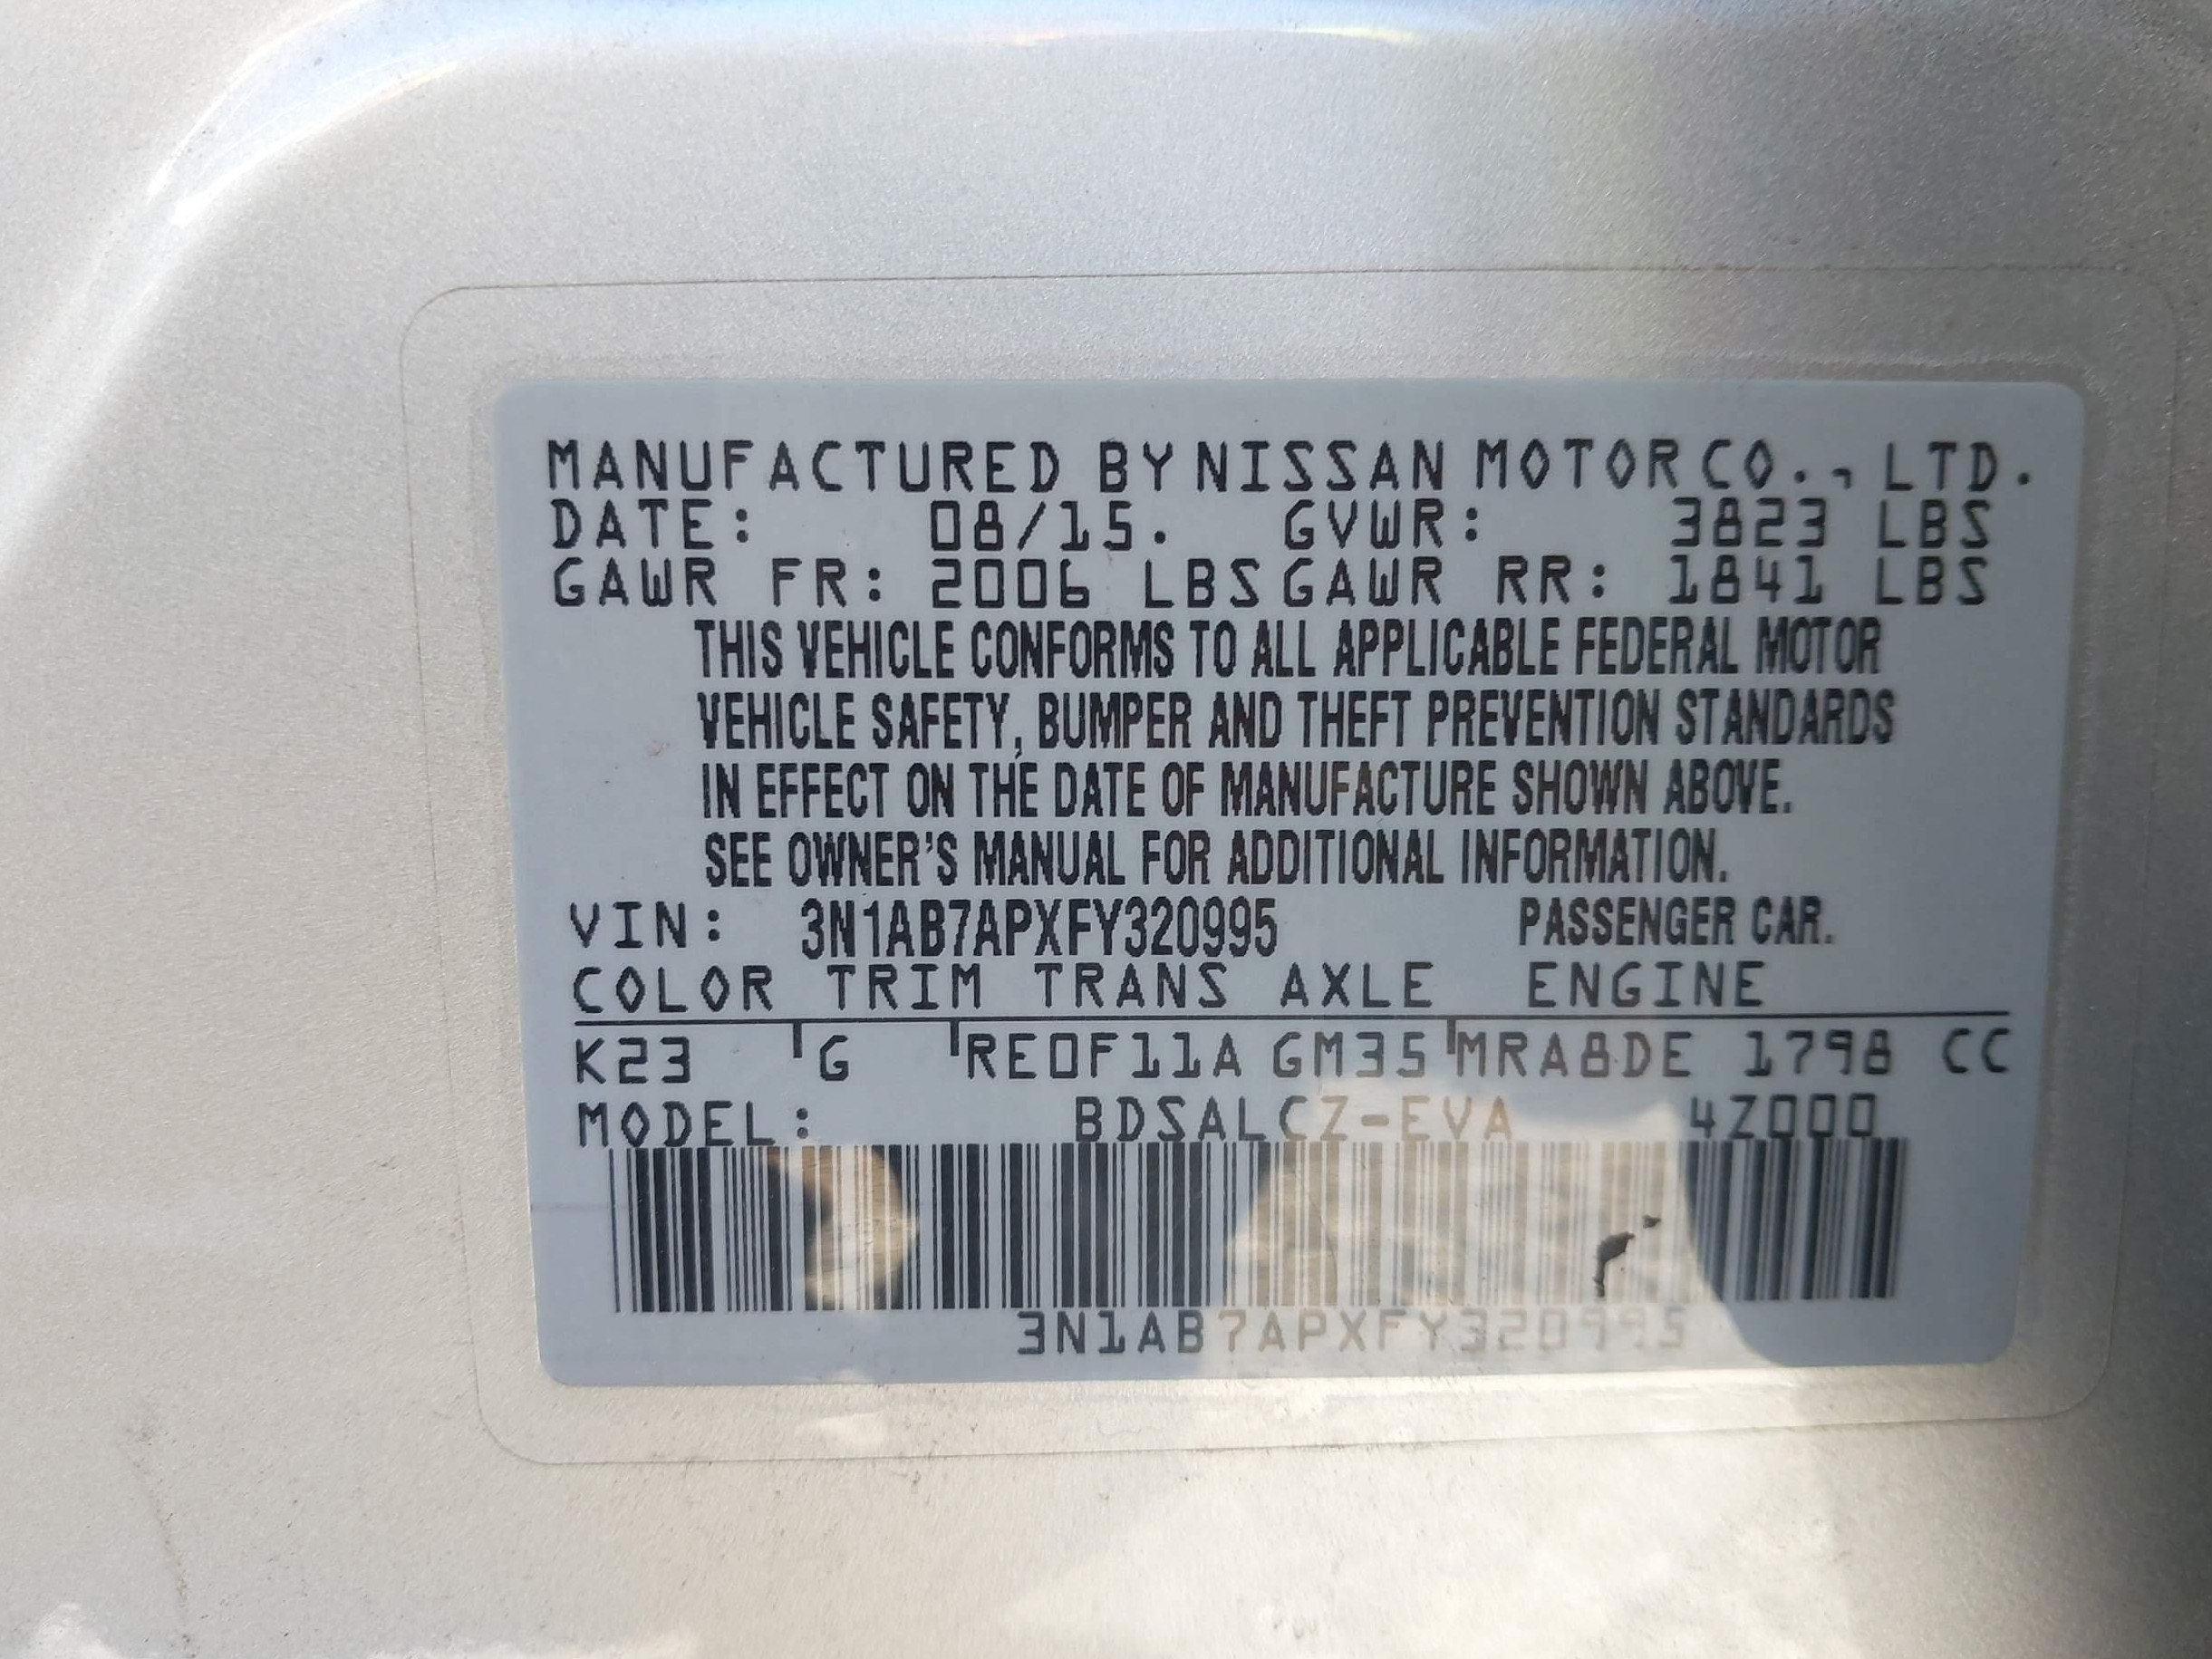 MANUFACTURED BY NISSAN MOTOR CO., LTD.
DATE: 08/15. GVWR: 3823 LBS
GAWR FR: 2006 LBS GAWR RR: 1841 LBS
THIS VEHICLE CONFORMS TO ALL APPLICABLE FEDERAL MOTOR
VEHICLE SAFETY, BUMPER AND THEFT PREVENTION STANDARDS
IN EFFECT ON THE DATE OF MANUFACTURE SHOWN ABOVE.
SEE OWNER'S MANUAL FOR ADDITIONAL INFORMATION.
VIN: 3N1AB7APXFY320995 PASSENGER CAR.
COLOR TRIM TRANS AXLE ENGINE
K23 G RE0F11A GM35 MRA8DE 1798 CC
MODEL: BDSALCZ-EVA 4Z000
3N1AB7APXFY320995